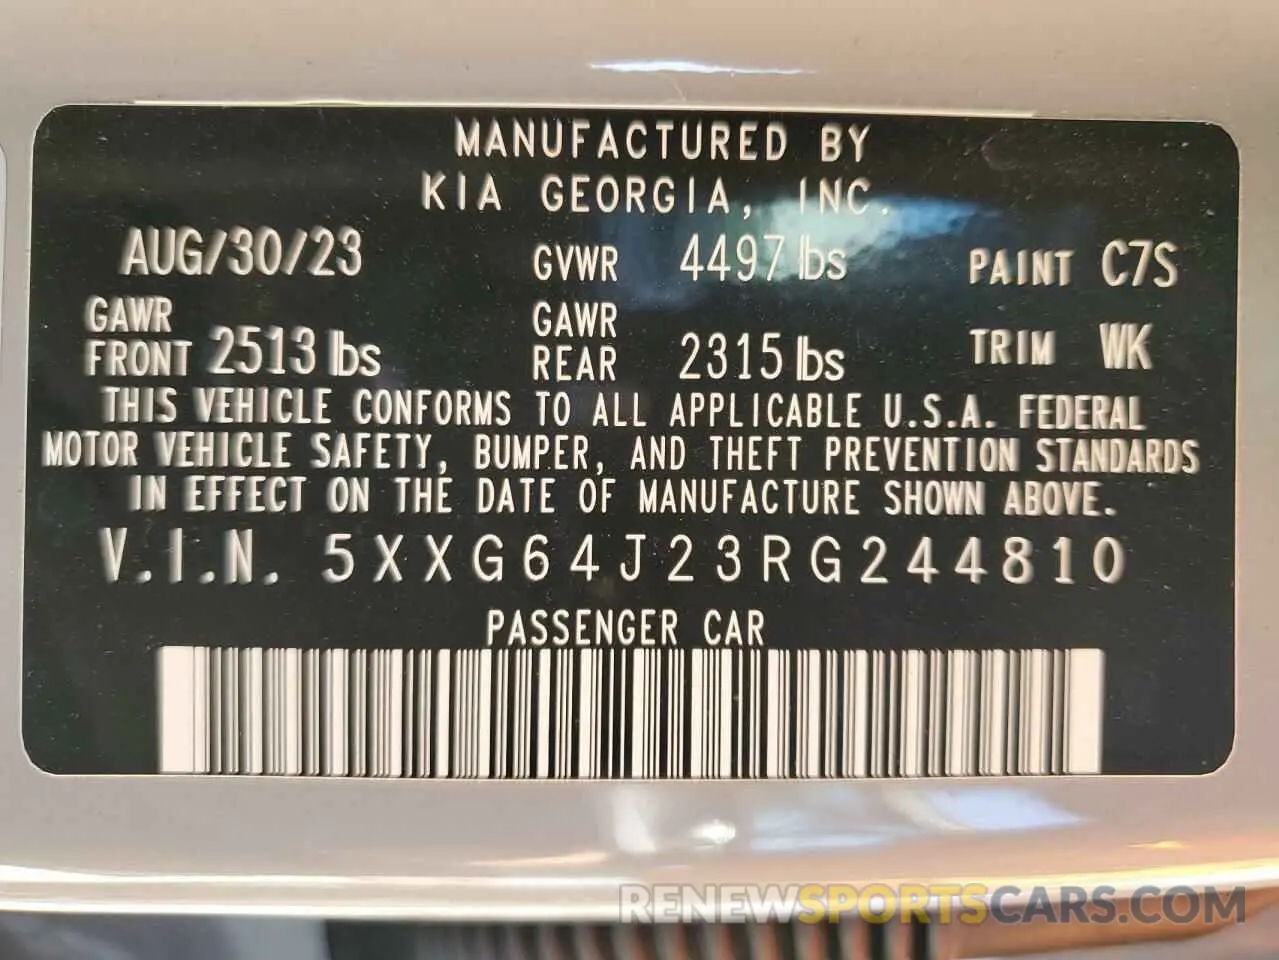 MANUFACTURED BY
KIA GEORGIA, INC.
AUG/30/23 GVWR 4497 lbs PAINT C7S
GAWR FRONT 2513 lbs GAWR REAR 2315 lbs TRIM WK
THIS VEHICLE CONFORMS TO ALL APPLICABLE U.S.A. FEDERAL
MOTOR VEHICLE SAFETY, BUMPER, AND THEFT PREVENTION STANDARDS
IN EFFECT ON THE DATE OF MANUFACTURE SHOWN ABOVE.
V.I.N. 5XXG64J23RG244810
PASSENGER CAR
RENEWSPORTSCARS.COM